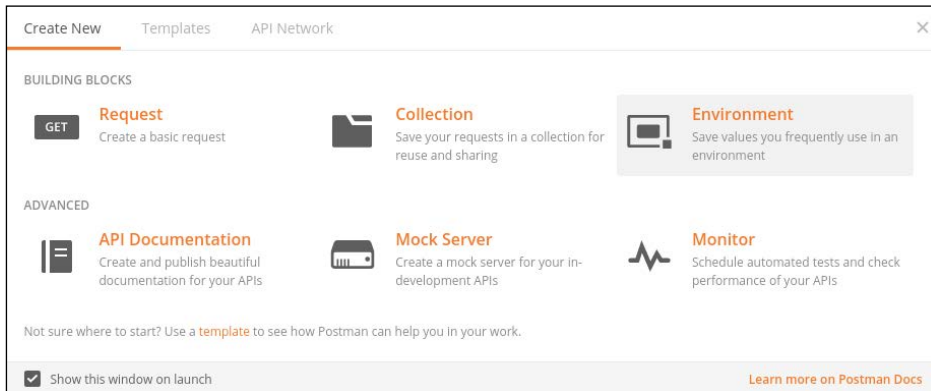 Create New Templates API Network
BUILDING BLOCKS
GET
Request
Create a basic request
Collection
Save your requests in a collection for
reuse and sharing
Environment
Save values you frequently use in an
environment
ADVANCED
API Documentation
Create and publish beautiful
documentation for your APIs
Mock Server
Create a mock server for your in-
development APIs
Monitor
Schedule automated tests and check
performance of your APIs
Not sure where to start? Use a template to see how Postman can help you in your work.
Show this window on launch
Learn more on Postman Docs